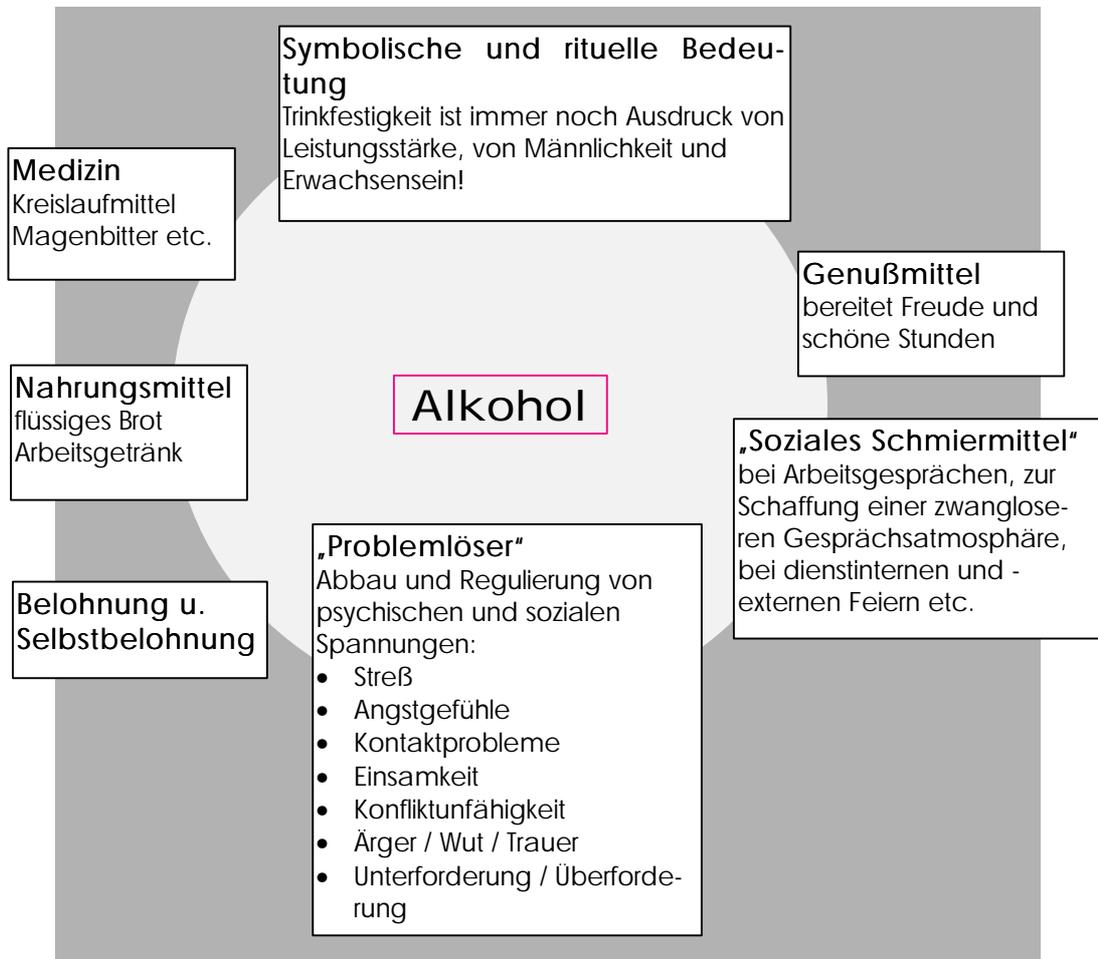 Symbolische und rituelle Bedeu-
tung
Trinkfestigkeit ist immer noch Ausdruck von
Leistungsstärke, von Männlichkeit und
Erwachsensein!
Medizin
Kreislaufmittel
Magenbitter etc.
Genußmittel
bereitet Freude und
schöne Stunden
Nahrungsmittel
flüssiges Brot
Arbeitsgetränk
Alkohol
„Soziales Schmiermittel“
bei Arbeitsgesprächen, zur
Schaffung einer zwanglose-
ren Gesprächsatmosphäre,
bei dienstinternen und -
externen Feiern etc.
„Problemlöser“
Abbau und Regulierung von
psychischen und sozialen
Spannungen:
• Streß
• Angstgefühle
• Kontaktprobleme
• Einsamkeit
• Konfliktunfähigkeit
• Ärger / Wut / Trauer
• Unterforderung / Überforde-
rung
Belohnung u.
Selbstbelohnung